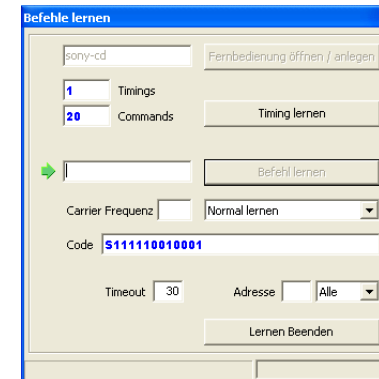 Befehle lernen
sony-cd Fernbedienung öffnen / anlegen
1 Timings
20 Commands Timing lernen
Befehl lernen
Carrier Frequenz Normal lernen
Code S111110010001
Timeout 30 Adresse Alle
Lernen Beenden